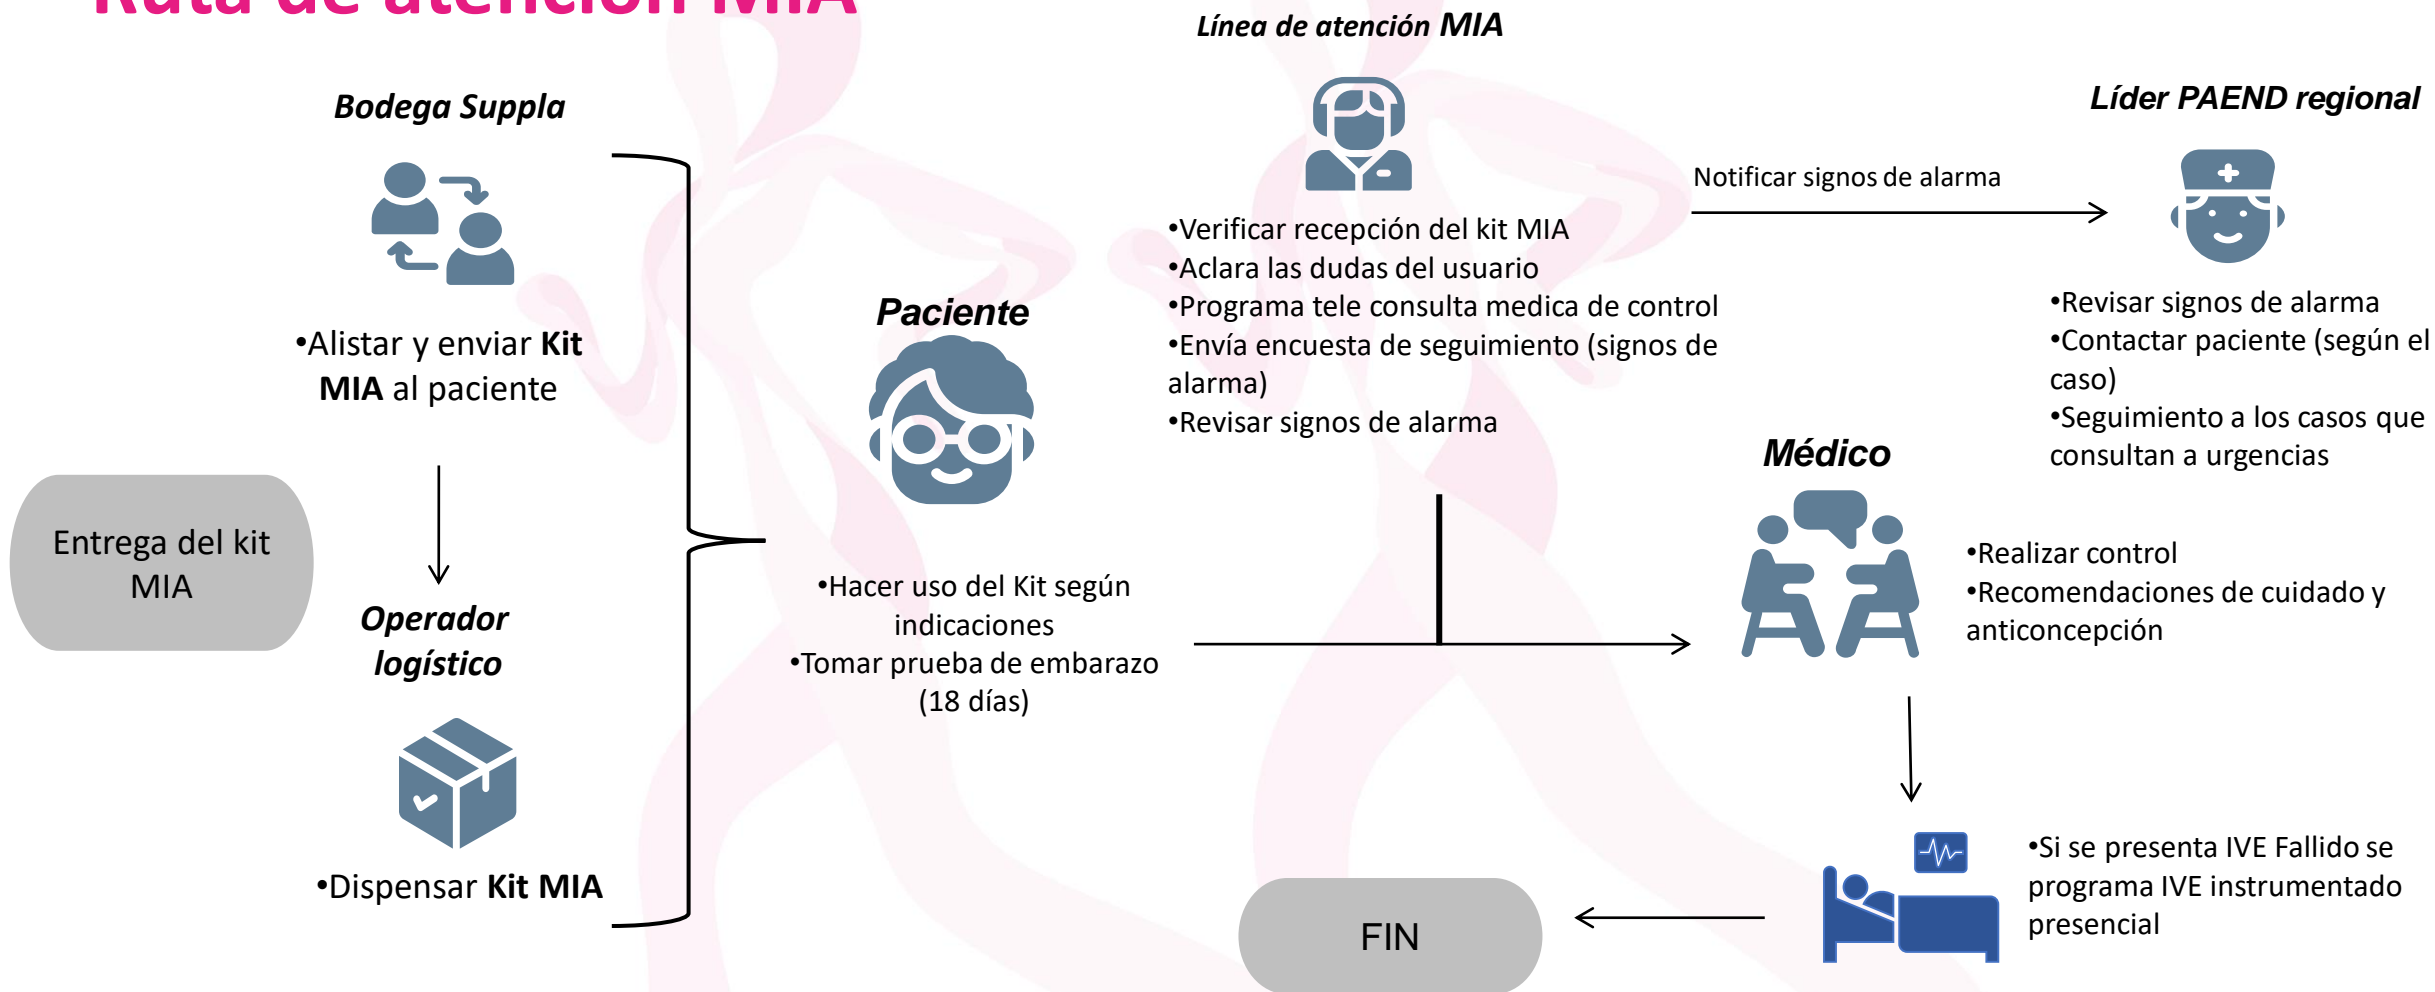 Ruta de atención MIA
Línea de atención MIA
Bodega Suppla
Líder PAEND regional
Notificar signos de alarma
•Verificar recepción del kit MIA
•Aclara las dudas del usuario
•Programa tele consulta medica de control
•Envía encuesta de seguimiento (signos de
alarma)
•Revisar signos de alarma
•Revisar signos de alarma
•Contactar paciente (según el
caso)
•Seguimiento a los casos que
consultan a urgencias
Paciente
•Alistar y enviar Kit
MIA al paciente
Médico
Entrega del kit
MIA
•Realizar control
•Recomendaciones de cuidado y
anticoncepción
•Hacer uso del Kit según
indicaciones
•Tomar prueba de embarazo
(18 días)
Operador
logístico
•Dispensar Kit MIA
•Si se presenta IVE Fallido se
programa IVE instrumentado
presencial
FIN